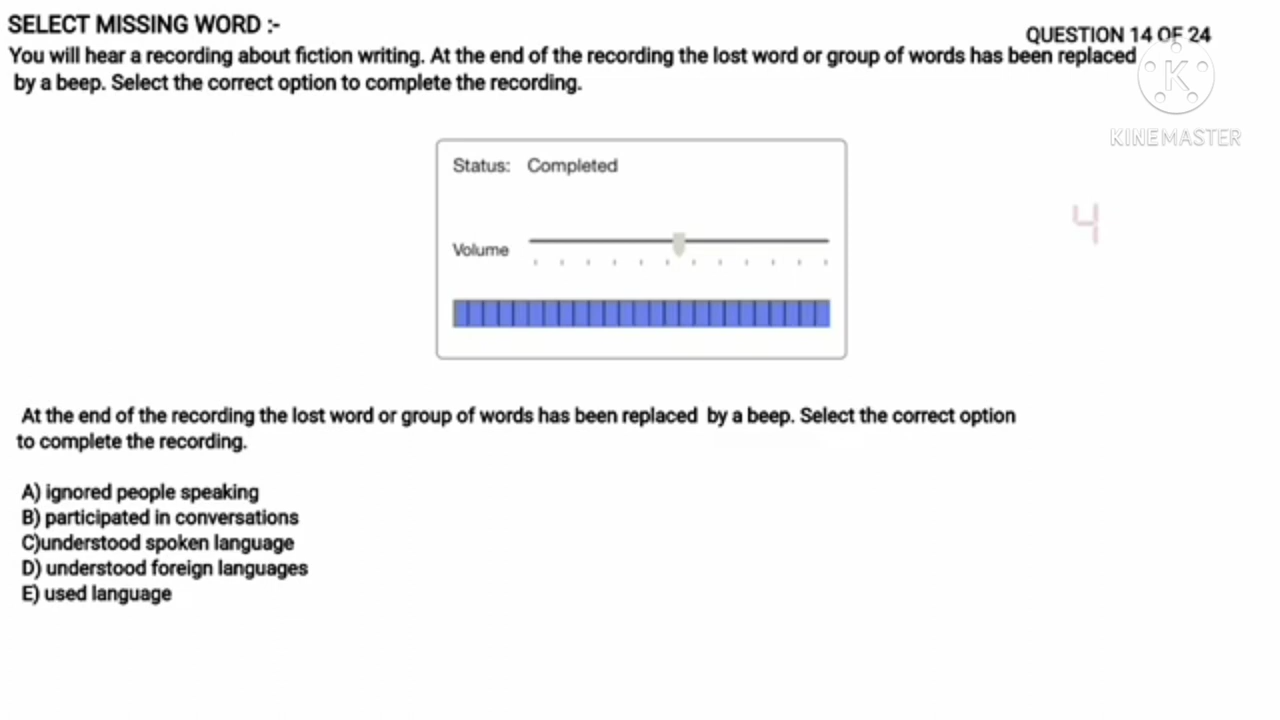 SELECT MISSING WORD :-
QUESTION 14 OF 24
You will hear a recording about fiction writing. At the end of the recording the lost word or group of words has been replaced
by a beep. Select the correct option to complete the recording.
K
KINEMASTER
Status: Completed
4
Volume
At the end of the recording the lost word or group of words has been replaced by a beep. Select the correct option
to complete the recording.
A) ignored people speaking
B) participated in conversations
C)understood spoken language
D) understood foreign languages
E) used language